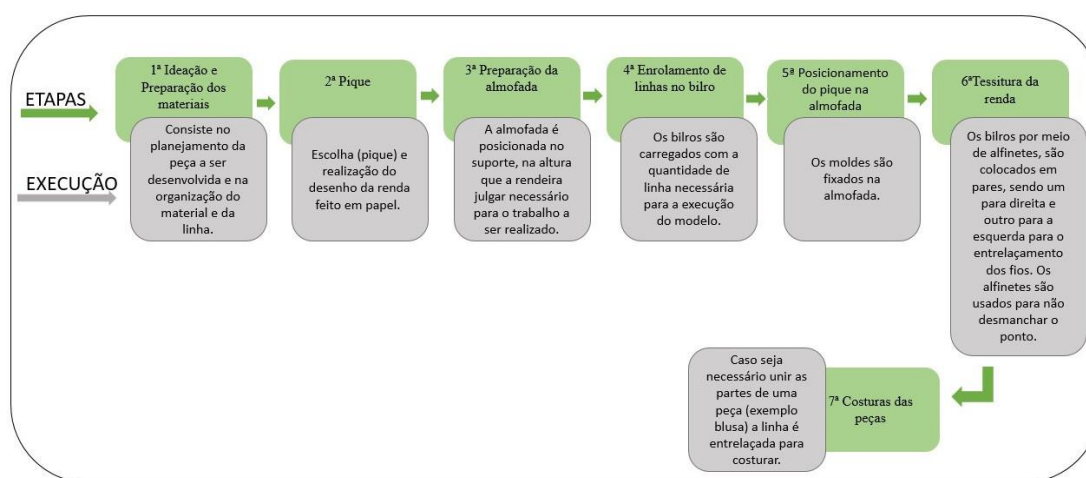 ETAPAS
EXECUÇÃO
1ª Ideação e
Preparação dos
materiais
Consiste no
planejamento da
peça a ser
desenvolvida e na
organização do
material e da
linha.
2ª Pique
Escolha (pique) e
realização do
desenho da renda
feito em papel.
3ª Preparação da
almofada
A almofada é
posicionada no
suporte, na altura
que a rendeira
julgar necessário
para o trabalho a
ser realizado.
4ª Enrolamento de
linhas no bilro
Os bilros são
carregados com a
quantidade de
linha necessária
para a execução
do modelo.
5ª Posicionamento
do pique na
almofada
Os moldes são
fixados na
almofada.
6ªTessitura da
renda
Os bilros por meio
de alfinetes, são
colocados em
pares, sendo um
para direita e
outro para a
esquerda para o
entrelaçamento
dos fios. Os
alfinetes são
usados para não
desmanchar o
ponto.
7ª Costuras das
peças
Caso seja
necessário unir as
partes de uma
peça (exemplo
blusa) a linha é
entrelaçada para
costurar.